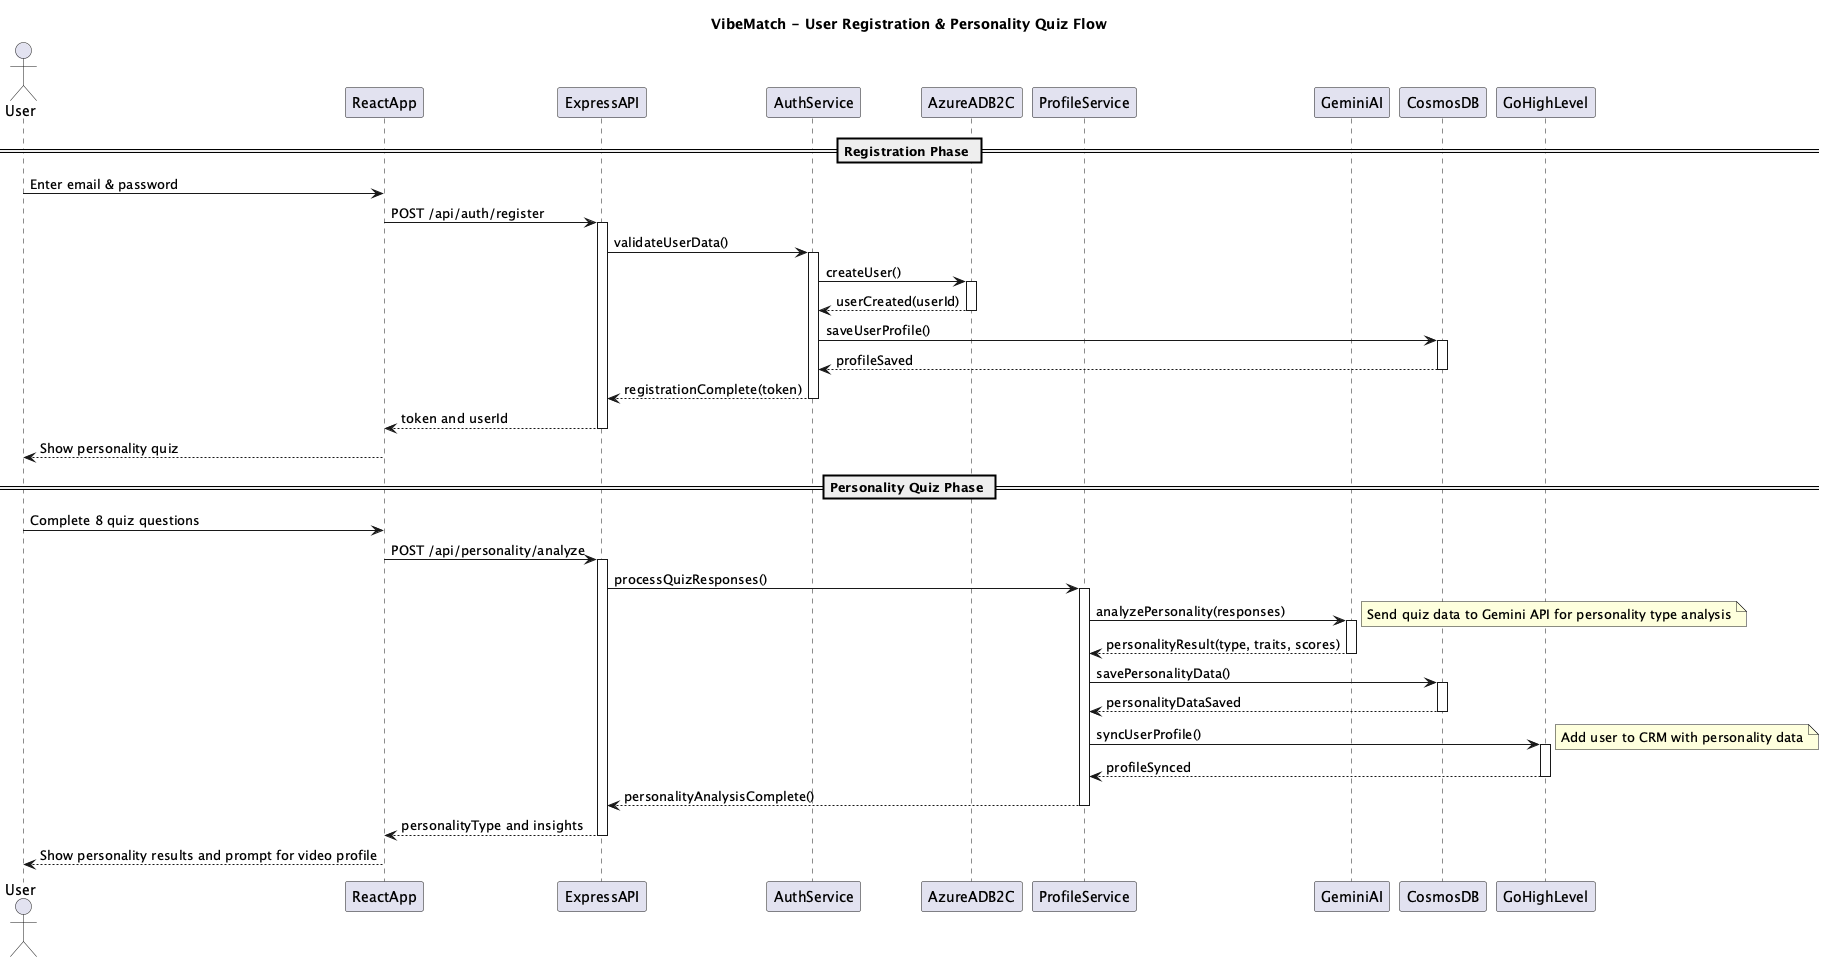 VibeMatch - User Registration & Personality Quiz Flow
User
ReactApp
ExpressAPI
AuthService
AzureADB2C
ProfileService
GeminiAI
CosmosDB
GoHighLevel
Registration Phase
Enter email & password
POST /api/auth/register
validateUserData()
createUser()
userCreated(userId)
saveUserProfile()
profileSaved
registrationComplete(token)
token and userId
Show personality quiz
Personality Quiz Phase
Complete 8 quiz questions
POST /api/personality/analyze
processQuizResponses()
analyzePersonality(responses)
Send quiz data to Gemini API for personality type analysis
personalityResult(type, traits, scores)
savePersonalityData()
personalityDataSaved
syncUserProfile()
Add user to CRM with personality data
profileSynced
personalityAnalysisComplete()
personalityType and insights
Show personality results and prompt for video profile
User
ReactApp
ExpressAPI
AuthService
AzureADB2C
ProfileService
GeminiAI
CosmosDB
GoHighLevel